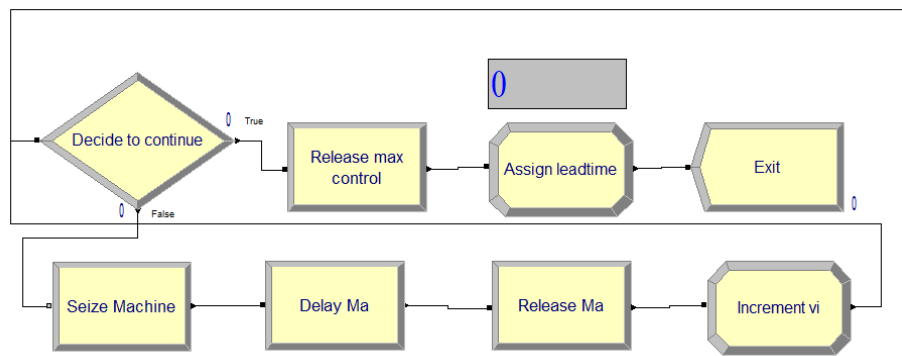 0
0 True
Decide to continue
Release max
control
Assign leadtime
Exit
0 False
0
Seize Machine
Delay Ma
Release Ma
Increment vi